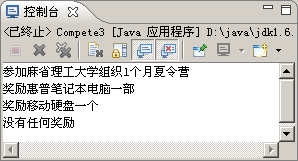 控制台
<已终止> Compete3 [Java 应用程序] D:\java\jdk1.6.
参加麻省理工大学组织1个月夏令营
奖励惠普笔记本电脑一部
奖励移动硬盘一个
没有任何奖励